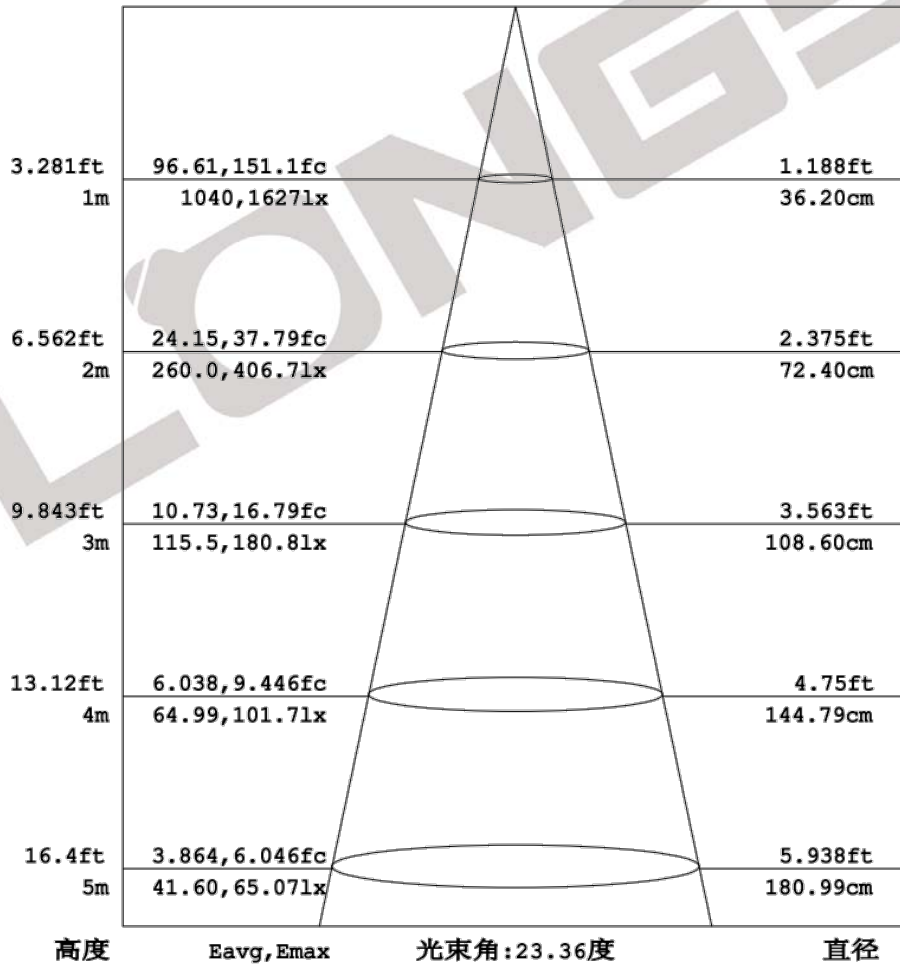 LONGS
3.281ft 96.61,151.1fc 1.188ft
1m 1040,1627lx 36.20cm
6.562ft 24.15,37.79fc 2.375ft
2m 260.0,406.7lx 72.40cm
9.843ft 10.73,16.79fc 3.563ft
3m 115.5,180.8lx 108.60cm
13.12ft 6.038,9.446fc 4.75ft
4m 64.99,101.7lx 144.79cm
16.4ft 3.864,6.046fc 5.938ft
5m 41.60,65.07lx 180.99cm
高度 Eavg,Emax 光束角:23.36度 直径